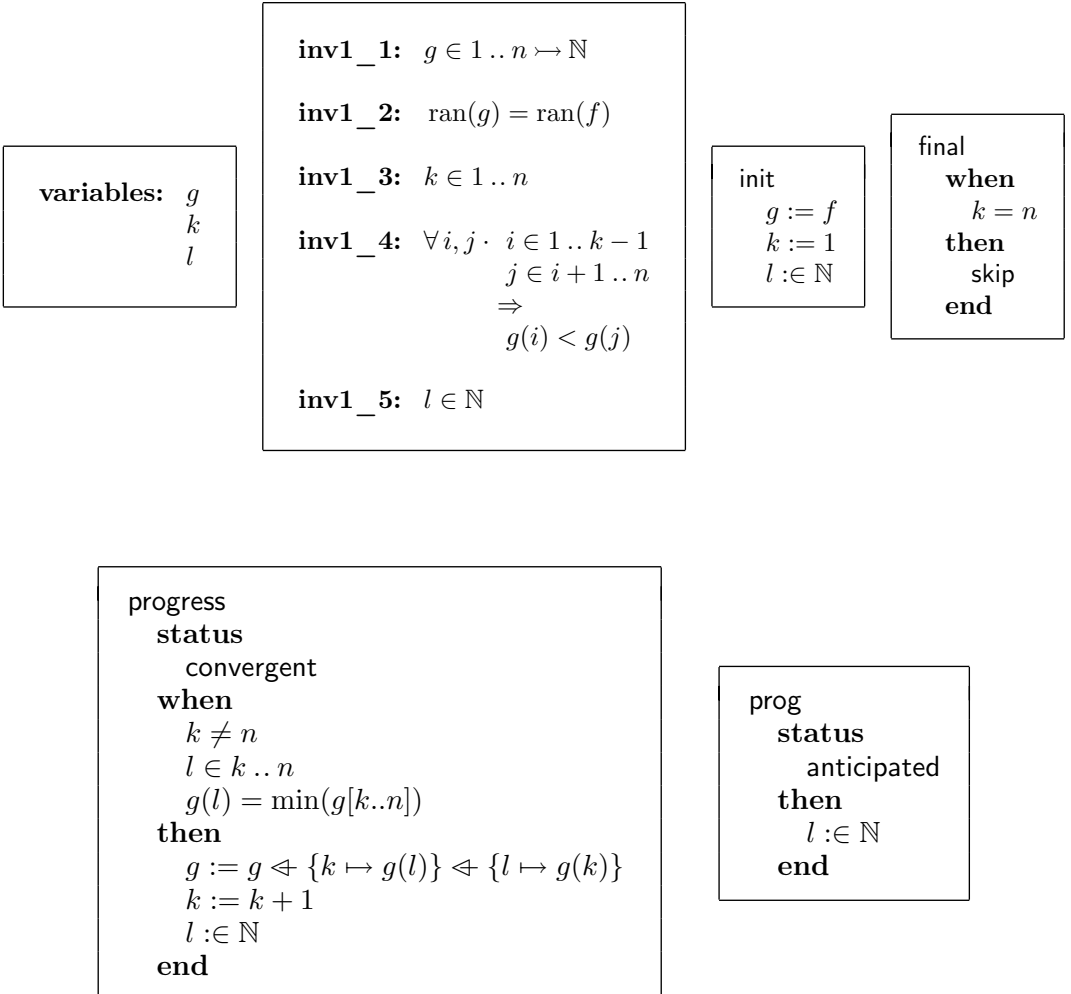 variables: g
k
l
inv1_1: g ∈ 1 .. n ↣ ℕ
inv1_2: ran(g) = ran(f)
inv1_3: k ∈ 1 .. n
inv1_4: ∀ i, j · i ∈ 1 .. k − 1
j ∈ i + 1 .. n
⇒
g(i) < g(j)
inv1_5: l ∈ ℕ
init
g := f
k := 1
l :∈ ℕ
final
when
k = n
then
skip
end
progress
status
convergent
when
k ≠ n
l ∈ k .. n
g(l) = min(g[k..n])
then
g := g ⩤ {k ↦ g(l)} ⩤ {l ↦ g(k)}
k := k + 1
l :∈ ℕ
end
prog
status
anticipated
then
l :∈ ℕ
end